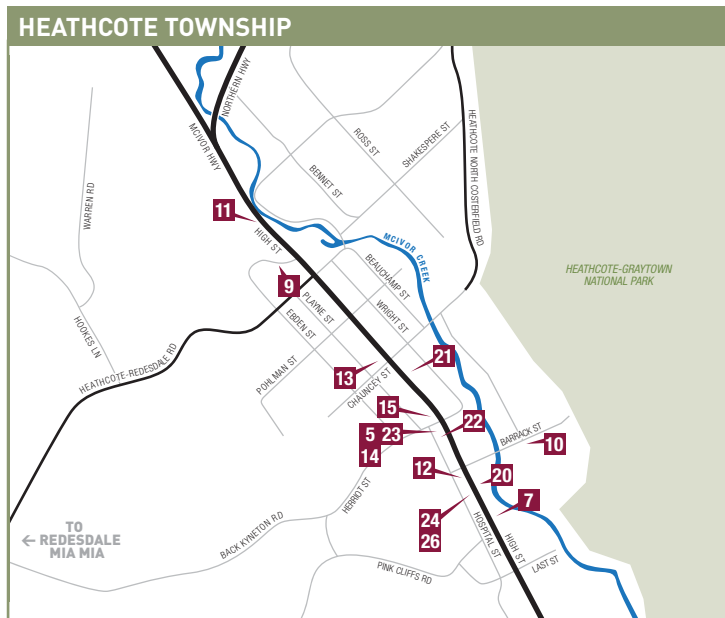 HEATHCOTE TOWNSHIP
NORTHERN HWY
MCIVOR HWY
ROSS ST
SHAKESPERE ST
BENNET ST
HEATHCOTE NORTH COSTERFIELD RD
WARREN RD
11
HIGH ST
MCIVOR CREEK
HEATHCOTE-GRAYTOWN
NATIONAL PARK
BEAUCHAMP ST
9
PLAYNE ST
WRIGHT ST
EBDEN ST
HOOKES LN
HEATHCOTE-REDESDALE RD
POHLMAN ST
21
13
CHAUNCEY ST
15
22
5
23
14
BARRACK ST
10
12
20
HERRIOT ST
7
24
26
HOSPITAL ST
HIGH ST
BACK KYNETON RD
TO
← REDESDALE
MIA MIA
LAST ST
PINK CLIFFS RD